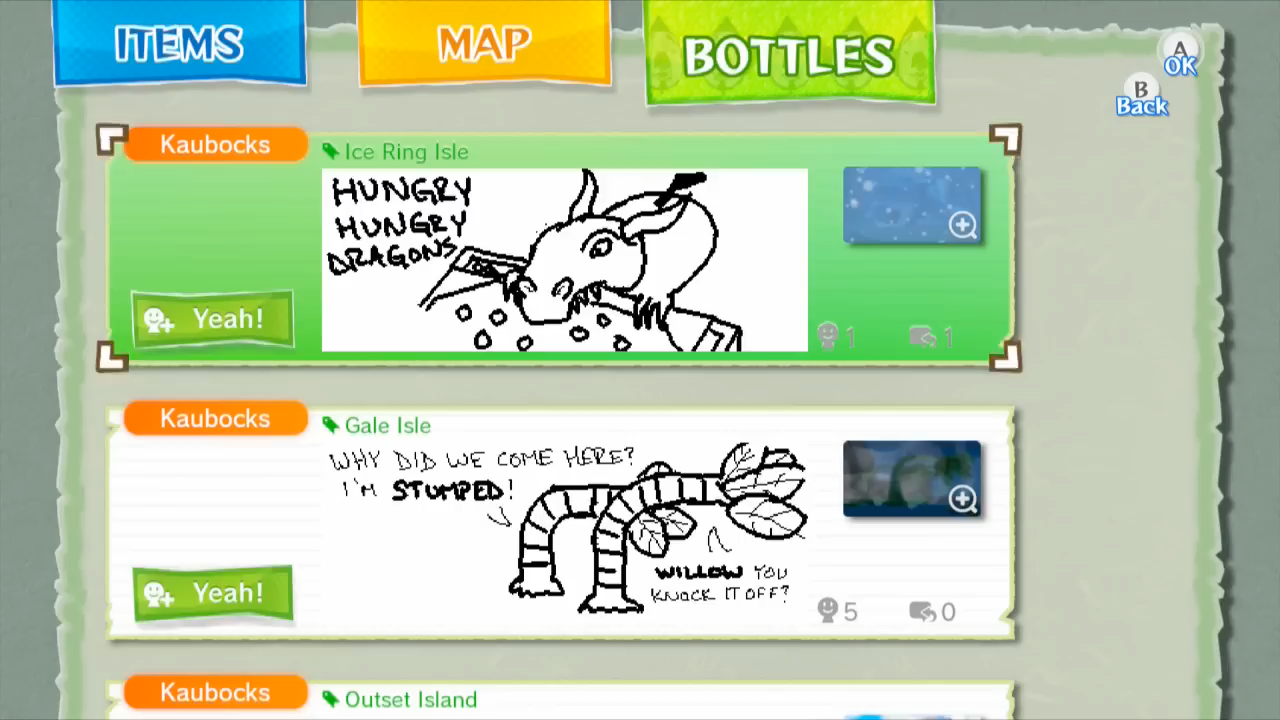 ITEMS
MAP
BOTTLES
A
OK
B
Back
Kaubocks
Ice Ring Isle
HUNGRY
HUNGRY
DRAGONS
Yeah!
1
1
Kaubocks
Gale Isle
WHY DID WE COME HERE?
I'M STUMPED!
WILLOW YOU
KNOCK IT OFF?
Yeah!
5
0
Kaubocks
Outset Island